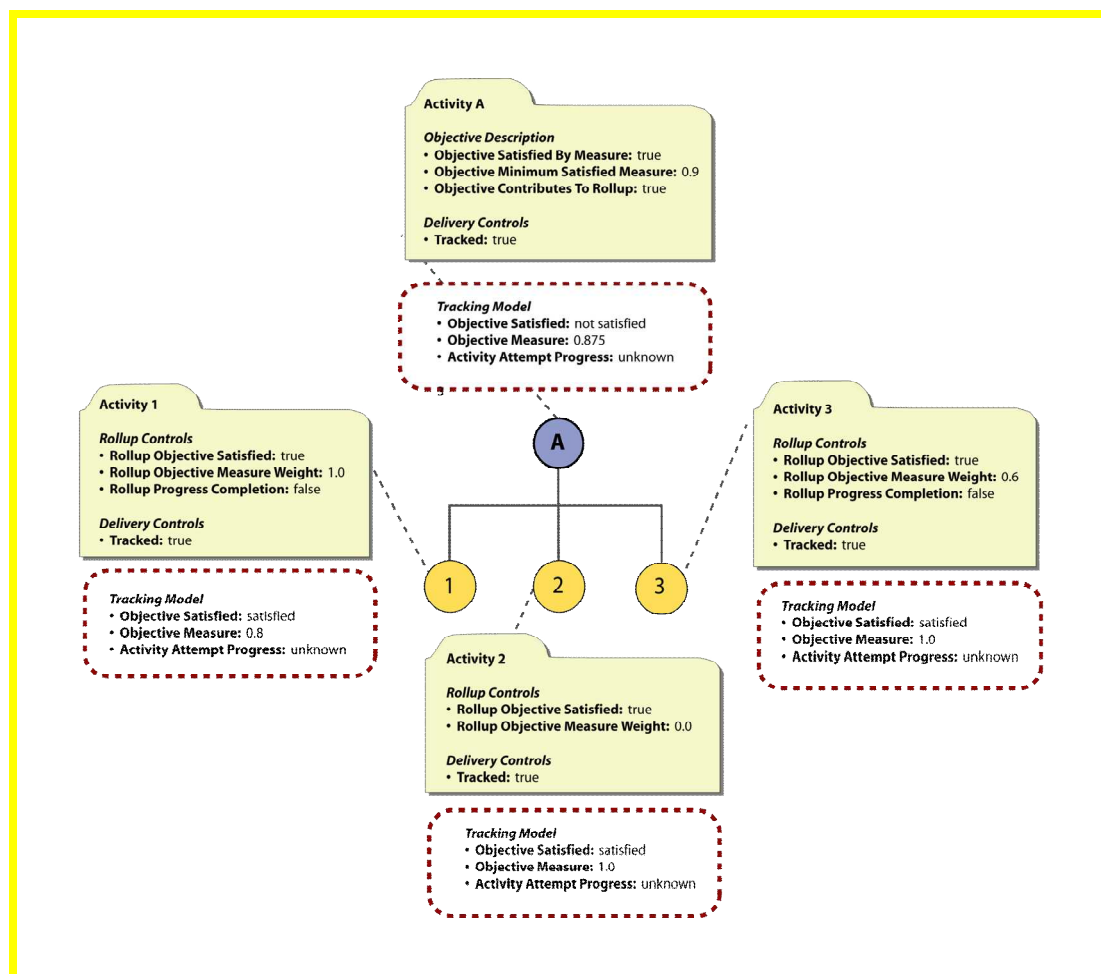 Activity A
Objective Description
• Objective Satisfied By Measure: true
• Objective Minimum Satisfied Measure: 0.9
• Objective Contributes To Rollup: true
Delivery Controls
• Tracked: true
Tracking Model
• Objective Satisfied: not satisfied
• Objective Measure: 0.875
• Activity Attempt Progress: unknown
Activity 1
Rollup Controls
• Rollup Objective Satisfied: true
• Rollup Objective Measure Weight: 1.0
• Rollup Progress Completion: false
Delivery Controls
• Tracked: true
Tracking Model
• Objective Satisfied: satisfied
• Objective Measure: 0.8
• Activity Attempt Progress: unknown
A
1
2
3
Activity 3
Rollup Controls
• Rollup Objective Satisfied: true
• Rollup Objective Measure Weight: 0.6
• Rollup Progress Completion: false
Delivery Controls
• Tracked: true
Tracking Model
• Objective Satisfied: satisfied
• Objective Measure: 1.0
• Activity Attempt Progress: unknown
Activity 2
Rollup Controls
• Rollup Objective Satisfied: true
• Rollup Objective Measure Weight: 0.0
Delivery Controls
• Tracked: true
Tracking Model
• Objective Satisfied: satisfied
• Objective Measure: 1.0
• Activity Attempt Progress: unknown